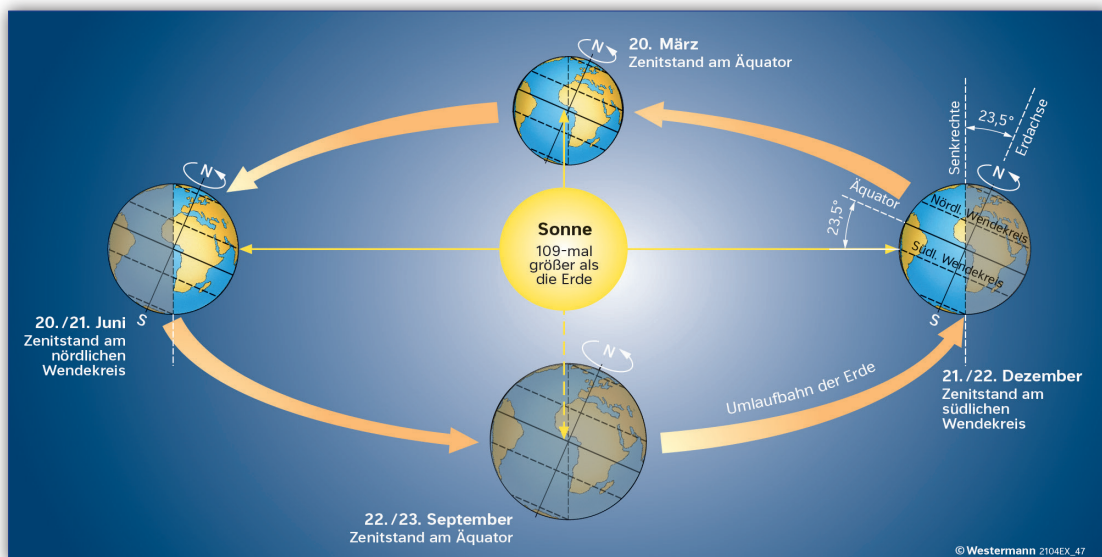 N
20. März
Zenitstand am Äquator
Senkrechte
23,5°
Erdachse
N
Äquator
23,5°
Nördl. Wendekreis
Südl. Wendekreis
S
N
S
Sonne
109-mal
größer als
die Erde
20./21. Juni
Zenitstand am
nördlichen
Wendekreis
N
Umlaufbahn der Erde
21./22. Dezember
Zenitstand am
südlichen
Wendekreis
22./23. September
Zenitstand am Äquator
© Westermann 2104EX_47